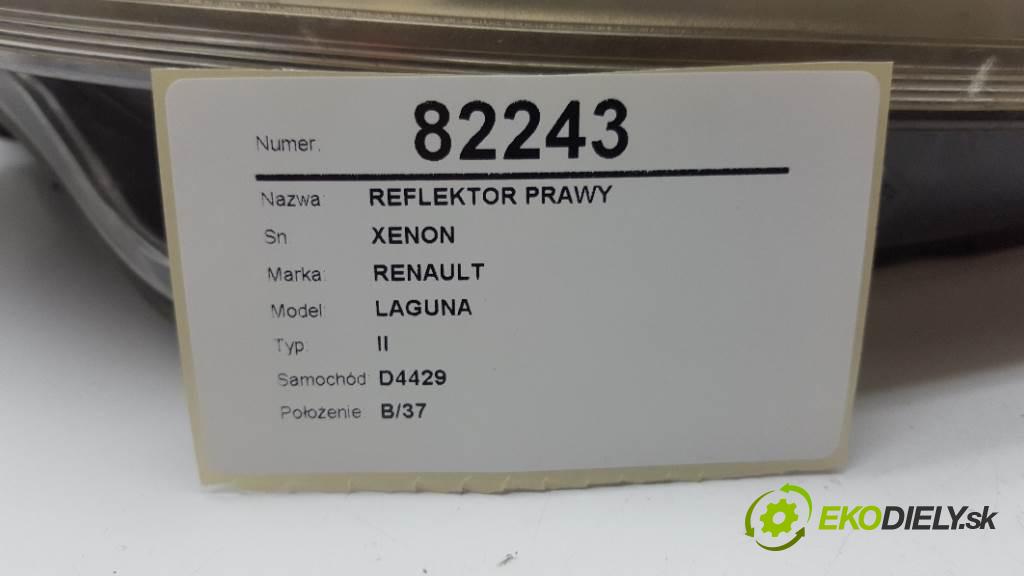 Numer: 82243
Nazwa: REFLEKTOR PRAWY
Sn: XENON
Marka: RENAULT
Model: LAGUNA
Typ: II
Samochód: D4429
Położenie: B/37
EKODIELY.sk